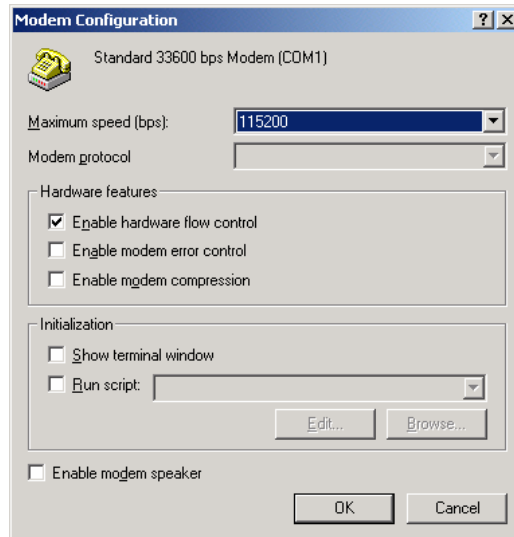 Modem Configuration
Standard 33600 bps Modem (COM1)
Maximum speed (bps): 115200
Modem protocol
Hardware features
Enable hardware flow control
Enable modem error control
Enable modem compression
Initialization
Show terminal window
Run script:
Edit... Browse...
Enable modem speaker
OK Cancel